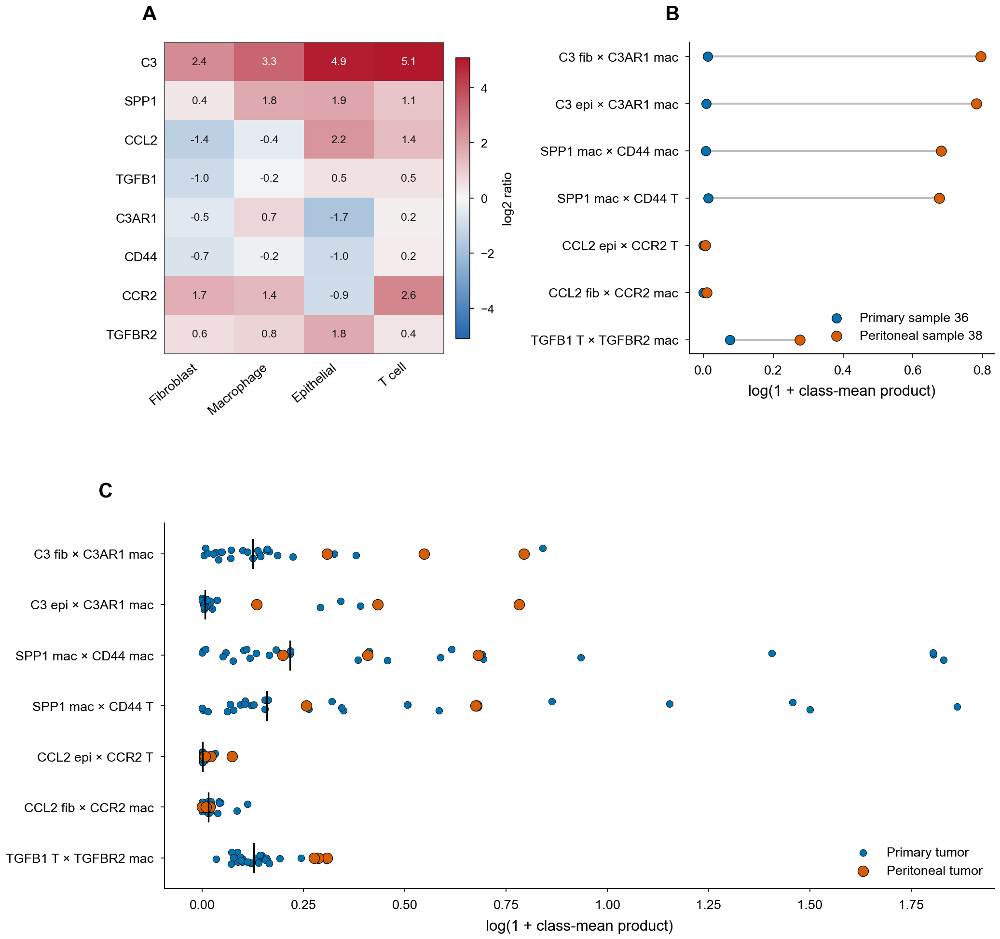 A
C3 2.4 3.3 4.9 5.1
SPP1 0.4 1.8 1.9 1.1
CCL2 -1.4 -0.4 2.2 1.4
TGFB1 -1.0 -0.2 0.5 0.5
C3AR1 -0.5 0.7 -1.7 0.2
CD44 -0.7 -0.2 -1.0 0.2
CCR2 1.7 1.4 -0.9 2.6
TGFBR2 0.6 0.8 1.8 0.4
Fibroblast Macrophage Epithelial T cell
4
2
0
−2
−4
log2 ratio
B
C3 fib × C3AR1 mac
C3 epi × C3AR1 mac
SPP1 mac × CD44 mac
SPP1 mac × CD44 T
CCL2 epi × CCR2 T
CCL2 fib × CCR2 mac
TGFB1 T × TGFBR2 mac
Primary sample 36
Peritoneal sample 38
0.0 0.2 0.4 0.6 0.8
log(1 + class-mean product)
C
C3 fib × C3AR1 mac
C3 epi × C3AR1 mac
SPP1 mac × CD44 mac
SPP1 mac × CD44 T
CCL2 epi × CCR2 T
CCL2 fib × CCR2 mac
TGFB1 T × TGFBR2 mac
Primary tumor
Peritoneal tumor
0.00 0.25 0.50 0.75 1.00 1.25 1.50 1.75
log(1 + class-mean product)